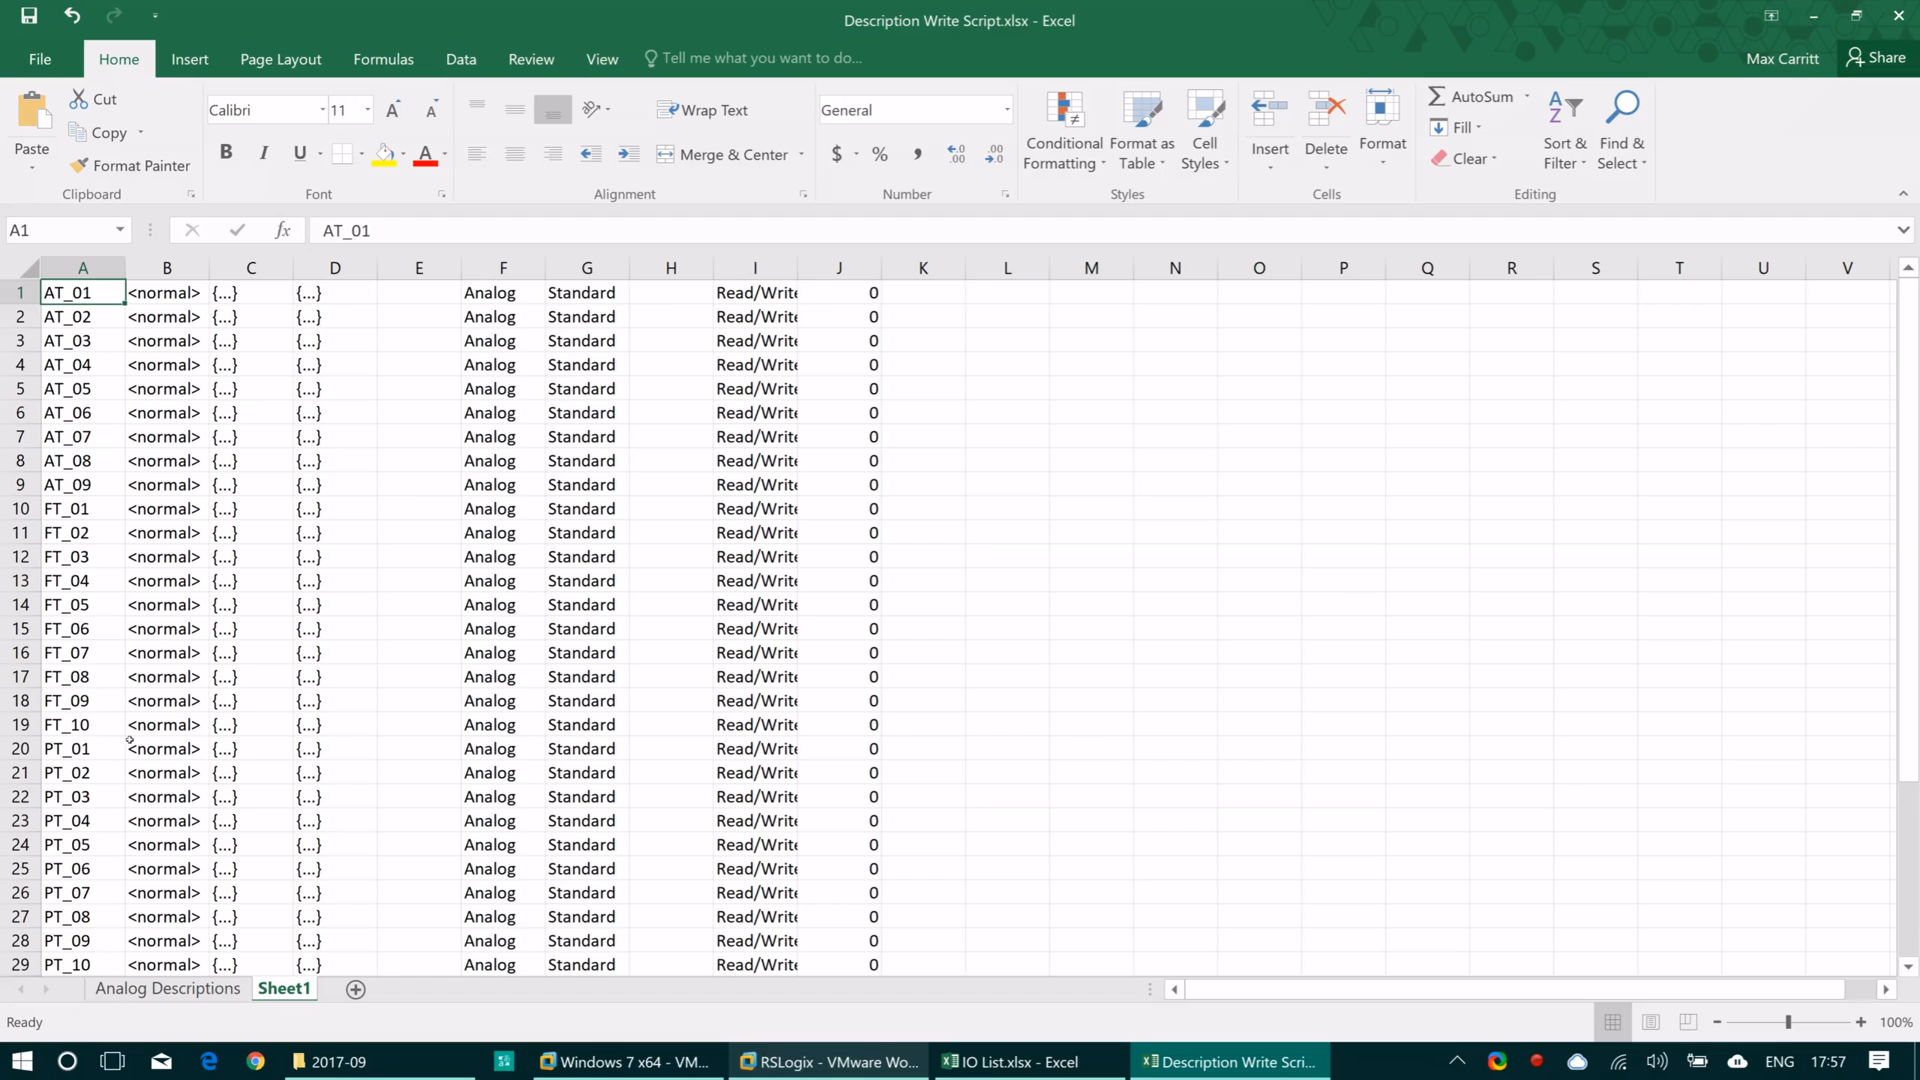 Description Write Script.xlsx - Excel
File Home Insert Page Layout Formulas Data Review View Tell me what you want to do... Max Carritt Share
Paste
Cut
Copy
Format Painter
Clipboard
Calibri 11
B I U A
Font
Wrap Text
Merge & Center
Alignment
General
$ % , .00 .00
Number
Conditional Formatting
Format as Table
Cell Styles
Styles
Insert Delete Format
Cells
AutoSum
Fill
Clear
Sort & Filter
Find & Select
Editing
A1 fx AT_01
A B C D E F G H I J K L M N O P Q R S T U V
1 AT_01 <normal> {...} {...} Analog Standard Read/Write 0
2 AT_02 <normal> {...} {...} Analog Standard Read/Write 0
3 AT_03 <normal> {...} {...} Analog Standard Read/Write 0
4 AT_04 <normal> {...} {...} Analog Standard Read/Write 0
5 AT_05 <normal> {...} {...} Analog Standard Read/Write 0
6 AT_06 <normal> {...} {...} Analog Standard Read/Write 0
7 AT_07 <normal> {...} {...} Analog Standard Read/Write 0
8 AT_08 <normal> {...} {...} Analog Standard Read/Write 0
9 AT_09 <normal> {...} {...} Analog Standard Read/Write 0
10 FT_01 <normal> {...} {...} Analog Standard Read/Write 0
11 FT_02 <normal> {...} {...} Analog Standard Read/Write 0
12 FT_03 <normal> {...} {...} Analog Standard Read/Write 0
13 FT_04 <normal> {...} {...} Analog Standard Read/Write 0
14 FT_05 <normal> {...} {...} Analog Standard Read/Write 0
15 FT_06 <normal> {...} {...} Analog Standard Read/Write 0
16 FT_07 <normal> {...} {...} Analog Standard Read/Write 0
17 FT_08 <normal> {...} {...} Analog Standard Read/Write 0
18 FT_09 <normal> {...} {...} Analog Standard Read/Write 0
19 FT_10 <normal> {...} {...} Analog Standard Read/Write 0
20 PT_01 <normal> {...} {...} Analog Standard Read/Write 0
21 PT_02 <normal> {...} {...} Analog Standard Read/Write 0
22 PT_03 <normal> {...} {...} Analog Standard Read/Write 0
23 PT_04 <normal> {...} {...} Analog Standard Read/Write 0
24 PT_05 <normal> {...} {...} Analog Standard Read/Write 0
25 PT_06 <normal> {...} {...} Analog Standard Read/Write 0
26 PT_07 <normal> {...} {...} Analog Standard Read/Write 0
27 PT_08 <normal> {...} {...} Analog Standard Read/Write 0
28 PT_09 <normal> {...} {...} Analog Standard Read/Write 0
29 PT_10 <normal> {...} {...} Analog Standard Read/Write 0
Analog Descriptions Sheet1
Ready 100%
2017-09 Windows 7 x64 - VM... RSLogix - VMware Wo... IO List.xlsx - Excel Description Write Scri... ENG 17:57